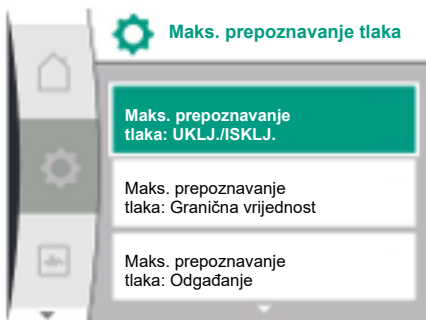 Maks. prepoznavanje tlaka
Maks. prepoznavanje
tlaka: UKLJ./ISKLJ.
Maks. prepoznavanje
tlaka: Granična vrijednost
Maks. prepoznavanje
tlaka: Odgađanje